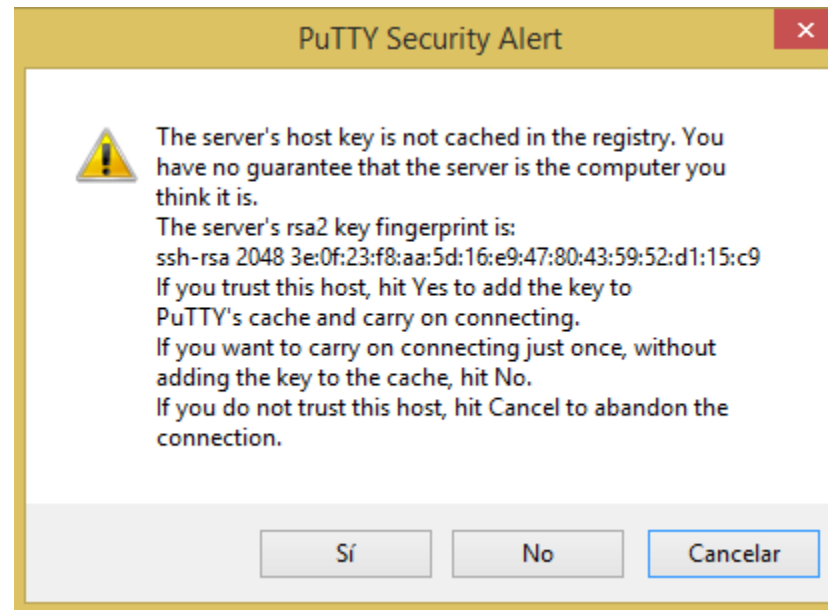 PuTTY Security Alert
The server's host key is not cached in the registry. You
have no guarantee that the server is the computer you
think it is.
The server's rsa2 key fingerprint is:
ssh-rsa 2048 3e:0f:23:f8:aa:5d:16:e9:47:80:43:59:52:d1:15:c9
If you trust this host, hit Yes to add the key to
PuTTY's cache and carry on connecting.
If you want to carry on connecting just once, without
adding the key to the cache, hit No.
If you do not trust this host, hit Cancel to abandon the
connection.
Sí No Cancelar